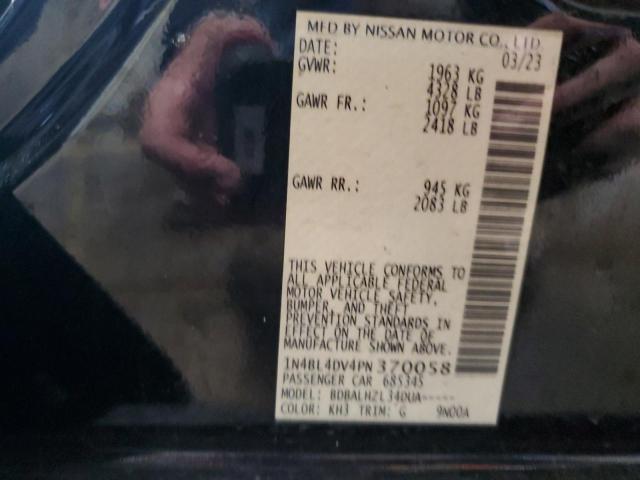 MFD BY NISSAN MOTOR CO., LTD.
DATE: 03/23
GVWR: 1963 KG
4328 LB
GAWR FR.: 1097 KG
2418 LB
GAWR RR.: 945 KG
2083 LB
THIS VEHICLE CONFORMS TO
ALL APPLICABLE FEDERAL
MOTOR VEHICLE SAFETY,
BUMPER, AND THEFT
PREVENTION STANDARDS IN
EFFECT ON THE DATE OF
MANUFACTURE SHOWN ABOVE.
1N4BL4DV4PN370058
PASSENGER CAR 685345
MODEL: BDBALHZL34DUA-----
COLOR: KH3 TRIM: G 9N00A